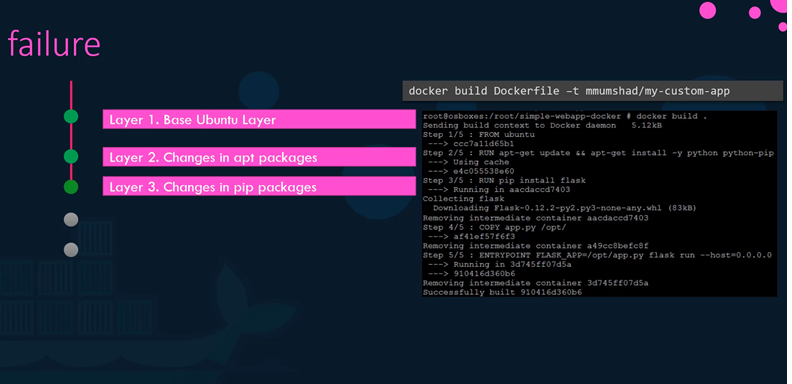 failure
docker build Dockerfile –t mmumshad/my-custom-app
Layer 1. Base Ubuntu Layer
Layer 2. Changes in apt packages
Layer 3. Changes in pip packages
root@osboxes:/root/simple-webapp-docker # docker build .
Sending build context to Docker daemon   5.12kB
Step 1/5 : FROM ubuntu
 ---> ccc7a11d65b1
Step 2/5 : RUN apt-get update && apt-get install -y python python-pip
 ---> Using cache
 ---> e4c055538e60
Step 3/5 : RUN pip install flask
 ---> Running in aacdaccd7403
Collecting flask
  Downloading Flask-0.12.2-py2.py3-none-any.whl (83kB)
Removing intermediate container aacdaccd7403
Step 4/5 : COPY app.py /opt/
 ---> af41ef57f6f3
Removing intermediate container a49cc8befc8f
Step 5/5 : ENTRYPOINT FLASK_APP=/opt/app.py flask run --host=0.0.0.0
 ---> Running in 3d745ff07d5a
 ---> 910416d360b6
Removing intermediate container 3d745ff07d5a
Successfully built 910416d360b6